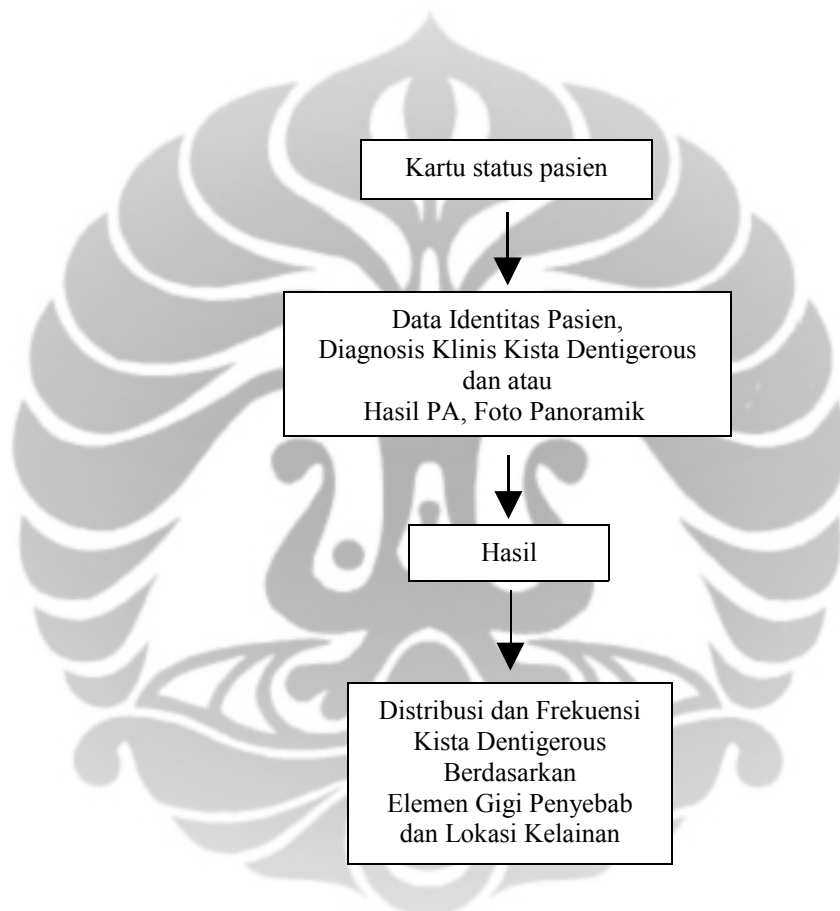 Kartu status pasien
Data Identitas Pasien,
Diagnosis Klinis Kista Dentigerous
dan atau
Hasil PA, Foto Panoramik
Hasil
Distribusi dan Frekuensi
Kista Dentigerous
Berdasarkan
Elemen Gigi Penyebab
dan Lokasi Kelainan